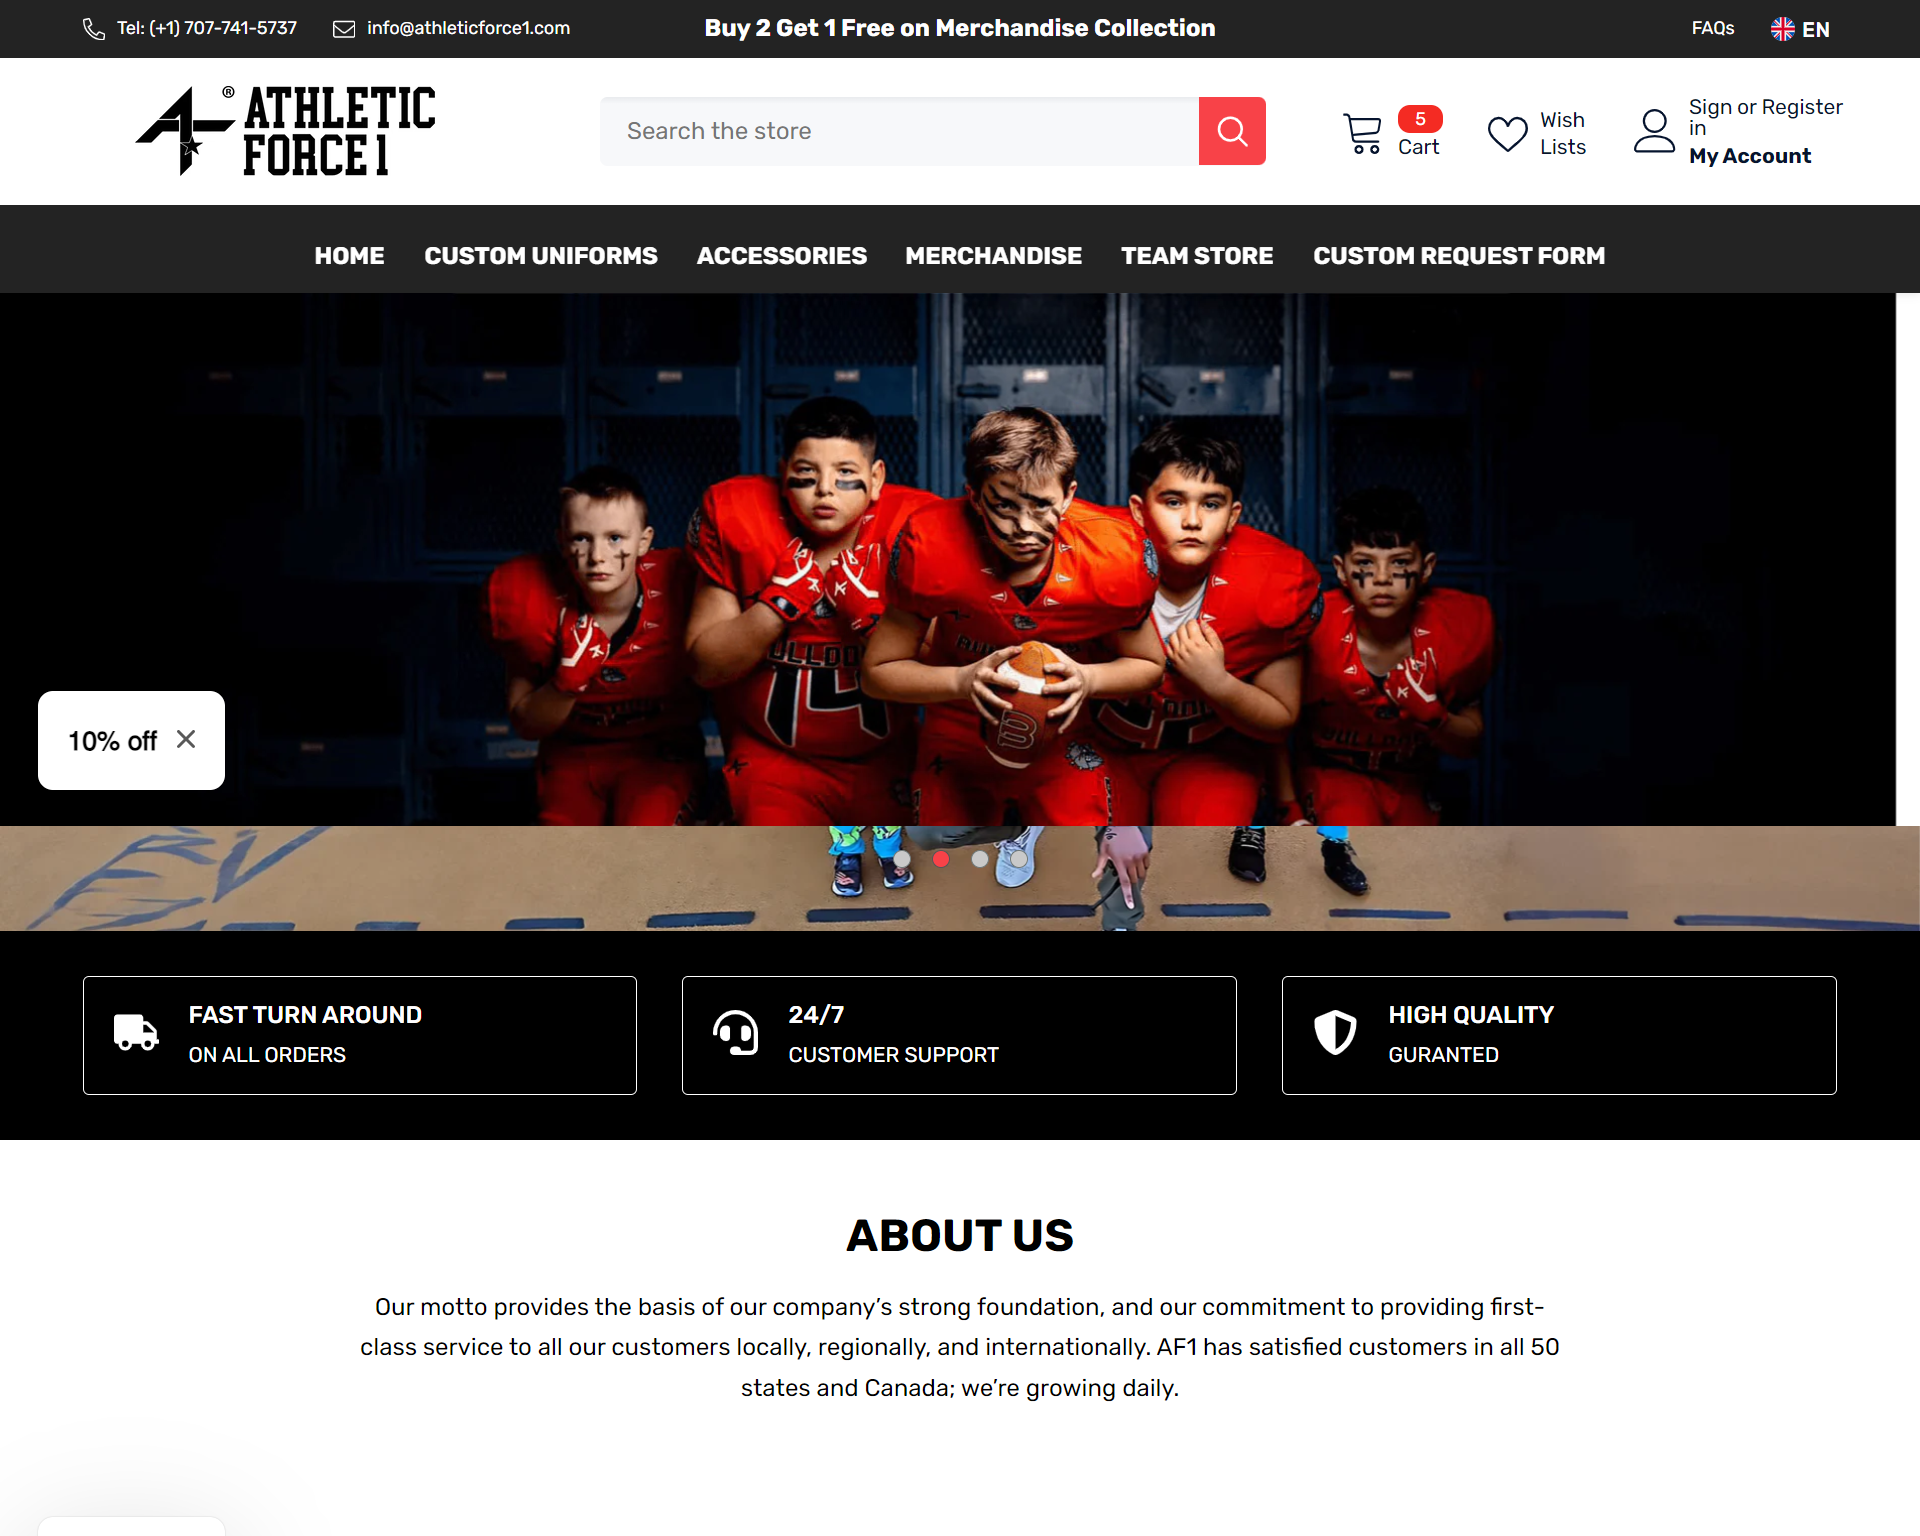 Tel: (+1) 707-741-5737
info@athleticforce1.com
Buy 2 Get 1 Free on Merchandise Collection
FAQs
EN
®
ATHLETIC
FORCE 1
Search the store
5
Cart
Wish
Lists
Sign or Register
in
My Account
HOME
CUSTOM UNIFORMS
ACCESSORIES
MERCHANDISE
TEAM STORE
CUSTOM REQUEST FORM
14
B
10% off
FAST TURN AROUND
ON ALL ORDERS
24/7
CUSTOMER SUPPORT
HIGH QUALITY
GURANTED
ABOUT US
Our motto provides the basis of our company’s strong foundation, and our commitment to providing first-
class service to all our customers locally, regionally, and internationally. AF1 has satisfied customers in all 50
states and Canada; we’re growing daily.